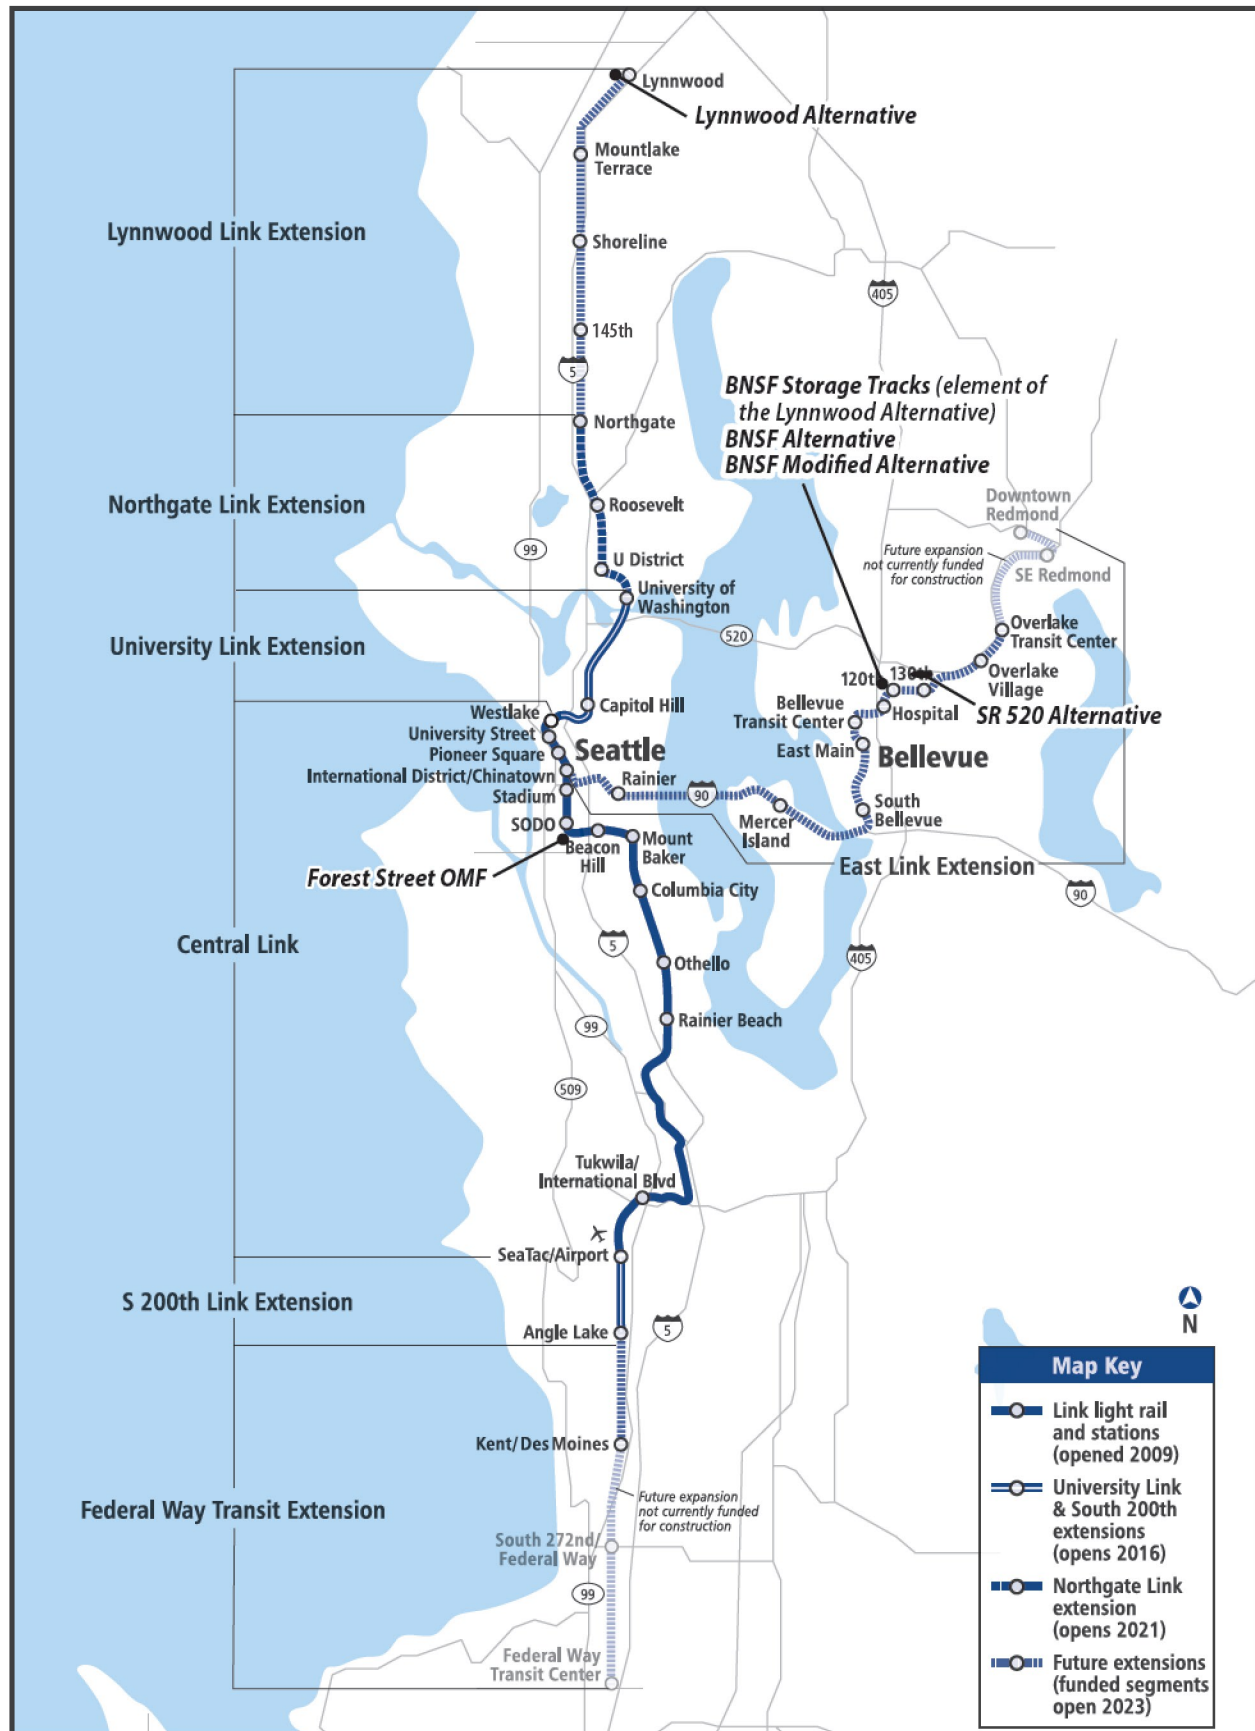 Lynnwood
Lynnwood Alternative
Mountlake
Terrace
Lynnwood Link Extension
Shoreline
405
145th
5
BNSF Storage Tracks (element of
the Lynnwood Alternative)
BNSF Alternative
BNSF Modified Alternative
Northgate
Northgate Link Extension
Roosevelt
Downtown
Redmond
99
Future expansion
not currently funded
for construction
SE Redmond
U District
University of
Washington
520
Overlake
Transit Center
University Link Extension
120th
130th
Overlake
Village
Capitol Hill
Westlake
University Street
Pioneer Square
International District/Chinatown
Stadium
SODO
Seattle
Bellevue
Transit Center
Hospital
SR 520 Alternative
East Main
Bellevue
Rainier
90
Mercer
Island
South
Bellevue
Beacon
Hill
Mount
Baker
Forest Street OMF
East Link Extension
90
Columbia City
Central Link
5
405
Othello
Rainier Beach
99
509
Tukwila/
International Blvd
SeaTac/Airport
S 200th Link Extension
Angle Lake
5
N
Kent/Des Moines
Future expansion
not currently funded
for construction
Federal Way Transit Extension
South 272nd/
Federal Way
99
Federal Way
Transit Center
Map Key
Link light rail
and stations
(opened 2009)
University Link
& South 200th
extensions
(opens 2016)
Northgate Link
extension
(opens 2021)
Future extensions
(funded segments
open 2023)